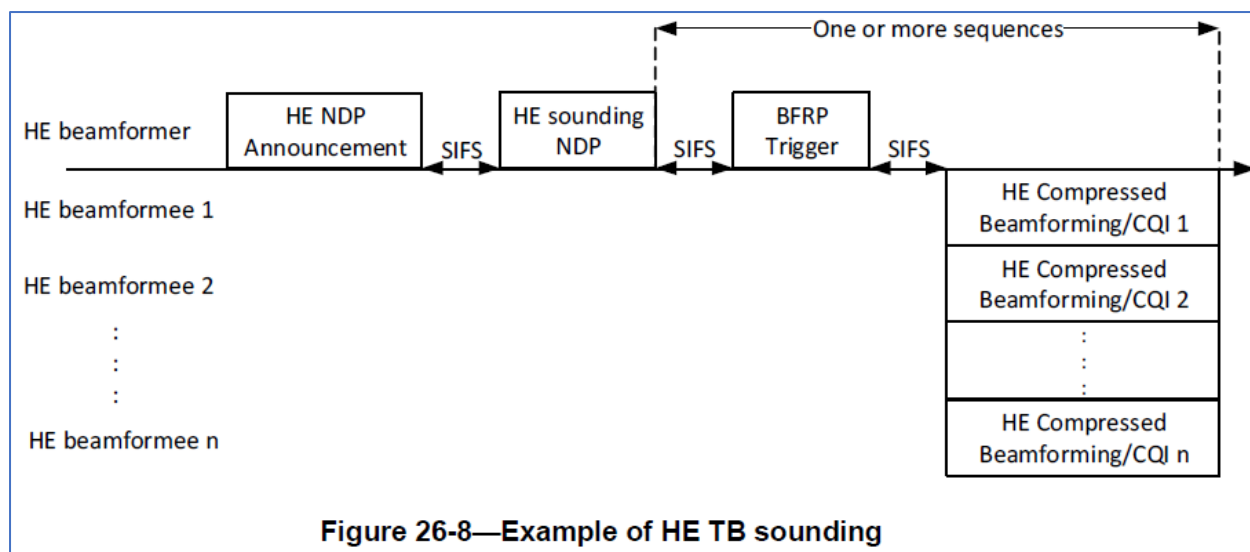 One or more sequences
HE beamformer
HE NDP
Announcement
SIFS
HE sounding
NDP
SIFS
BFRP
Trigger
SIFS
HE beamformee 1
HE Compressed
Beamforming/CQI 1
HE beamformee 2
HE Compressed
Beamforming/CQI 2
:
:
:
:
:
:
HE beamformee n
HE Compressed
Beamforming/CQI n
Figure 26-8—Example of HE TB sounding